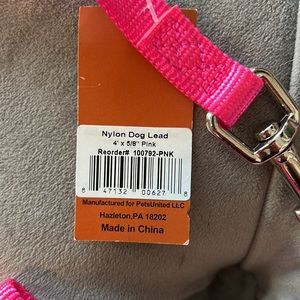 Nylon Dog Lead
4' x 5/8" Pink
Reorder# 100792-PNK
8 47132 00627 8
Manufactured for PetsUnited LLC
Hazleton,PA 18202
Made in China